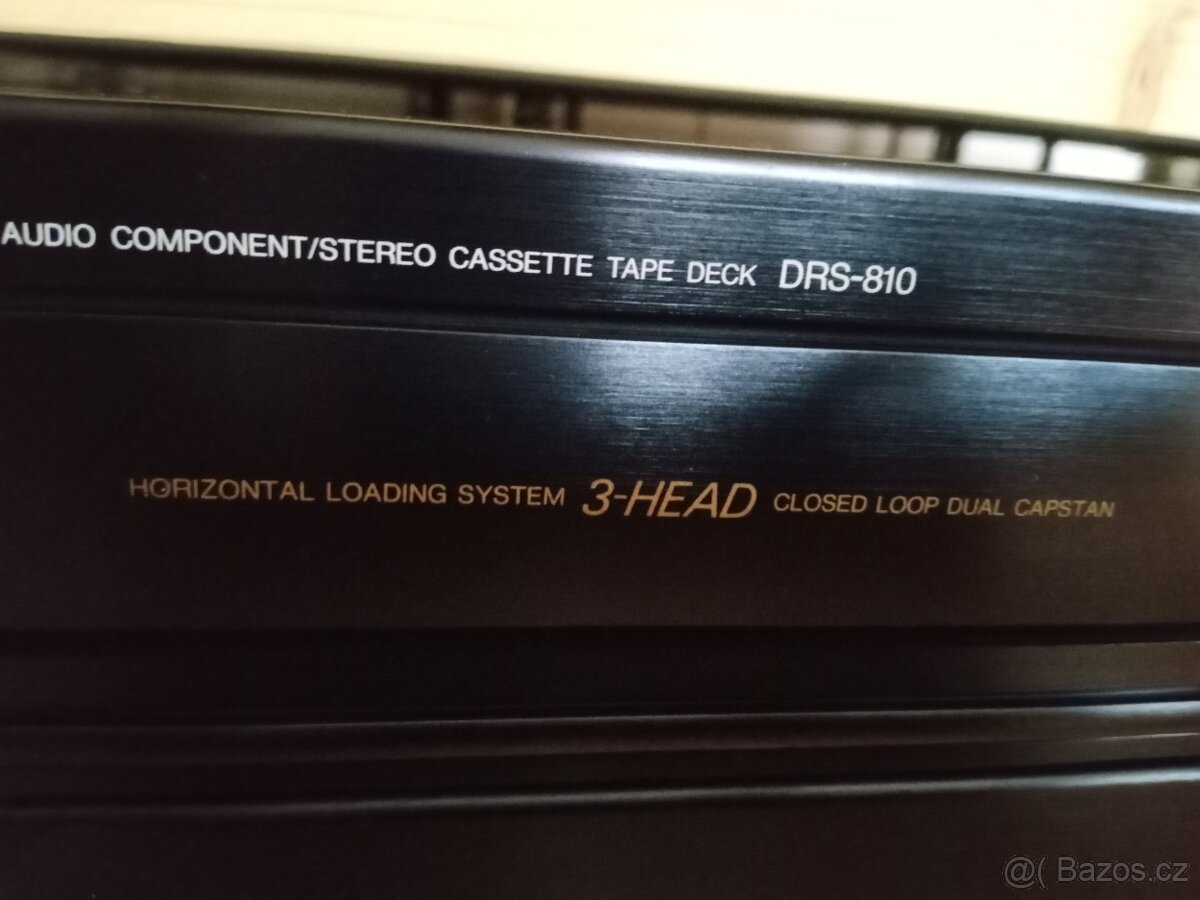 AUDIO COMPONENT/STEREO CASSETTE TAPE DECK DRS-810
HORIZONTAL LOADING SYSTEM 3-HEAD CLOSED LOOP DUAL CAPSTAN
@( Bazos.cz